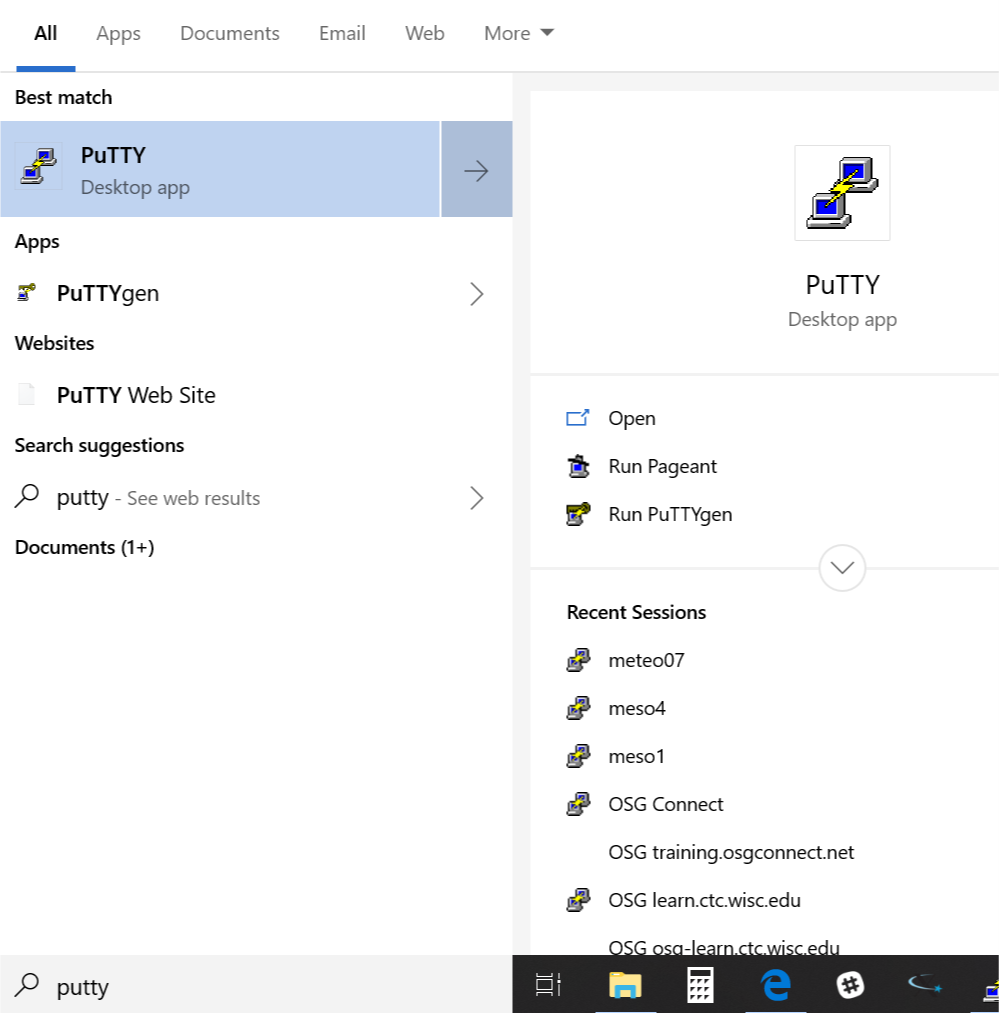 All Apps Documents Email Web More
Best match
PuTTY
Desktop app
Apps
PuTTYgen
Websites
PuTTY Web Site
Search suggestions
putty - See web results
Documents (1+)
PuTTY
Desktop app
Open
Run Pageant
Run PuTTYgen
Recent Sessions
meteo07
meso4
meso1
OSG Connect
OSG training.osgconnect.net
OSG learn.ctc.wisc.edu
OSG osg-learn.ctc.wisc.edu
putty